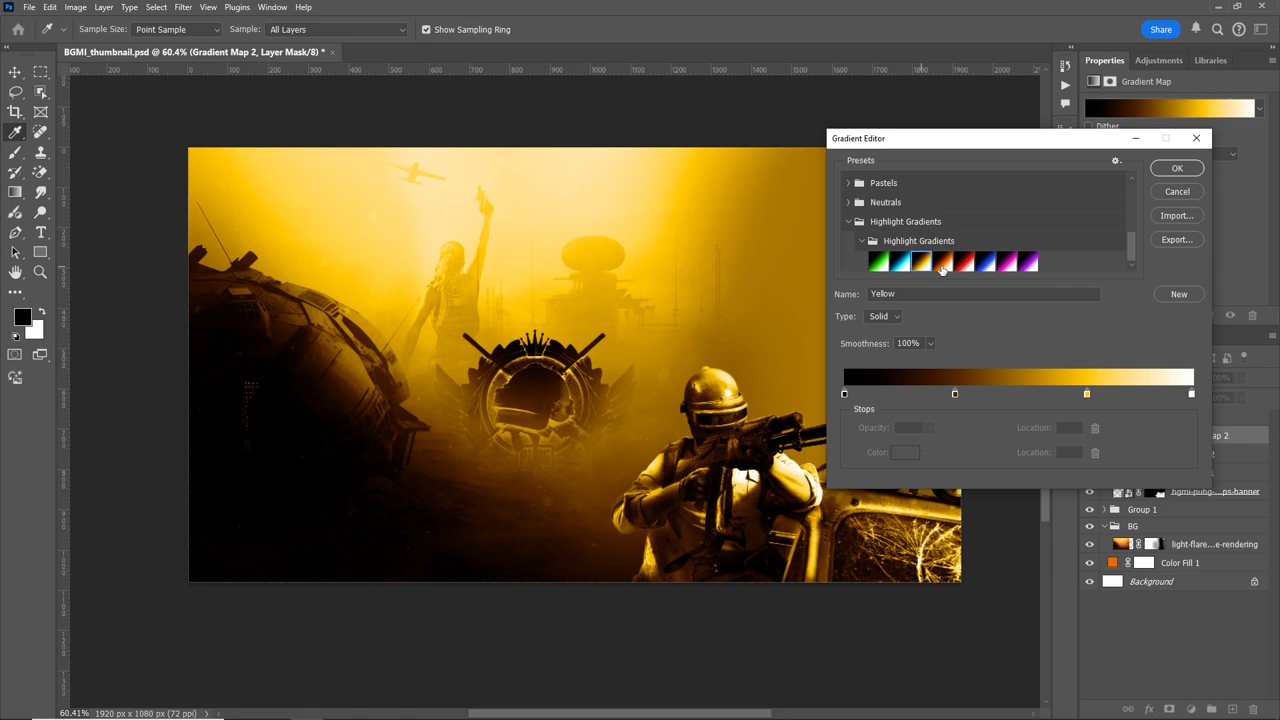 File Edit Image Layer Type Select Filter View Plugins Window Help
Sample Size: Point Sample Sample: All Layers Show Sampling Ring Share
BGMI_thumbnail.psd @ 60.4% (Gradient Map 2, Layer Mask/8) * ×
Properties Adjustments Libraries
Gradient Map
Dither
Gradient Editor
Presets
Pastels
Neutrals
Highlight Gradients
Highlight Gradients
OK
Cancel
Import...
Export...
Name: Yellow
New
Type: Solid
Smoothness: 100%
Stops
Opacity:
Location:
Color:
Location:
ap 2
bgmi-pubg-...ps-banner
Group 1
BG
light-flare...e-rendering
Color Fill 1
Background
60.41% 1920 px x 1080 px (72 ppi)